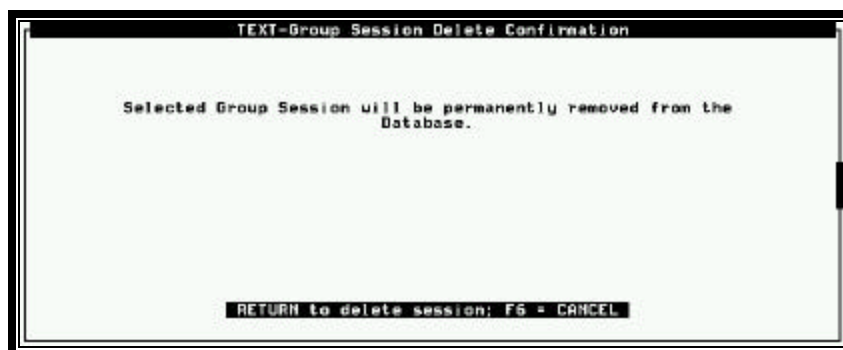 TEXT-Group Session Delete Confirmation
Selected Group Session will be permanently removed from the
Database.
RETURN to delete session; F6 = CANCEL